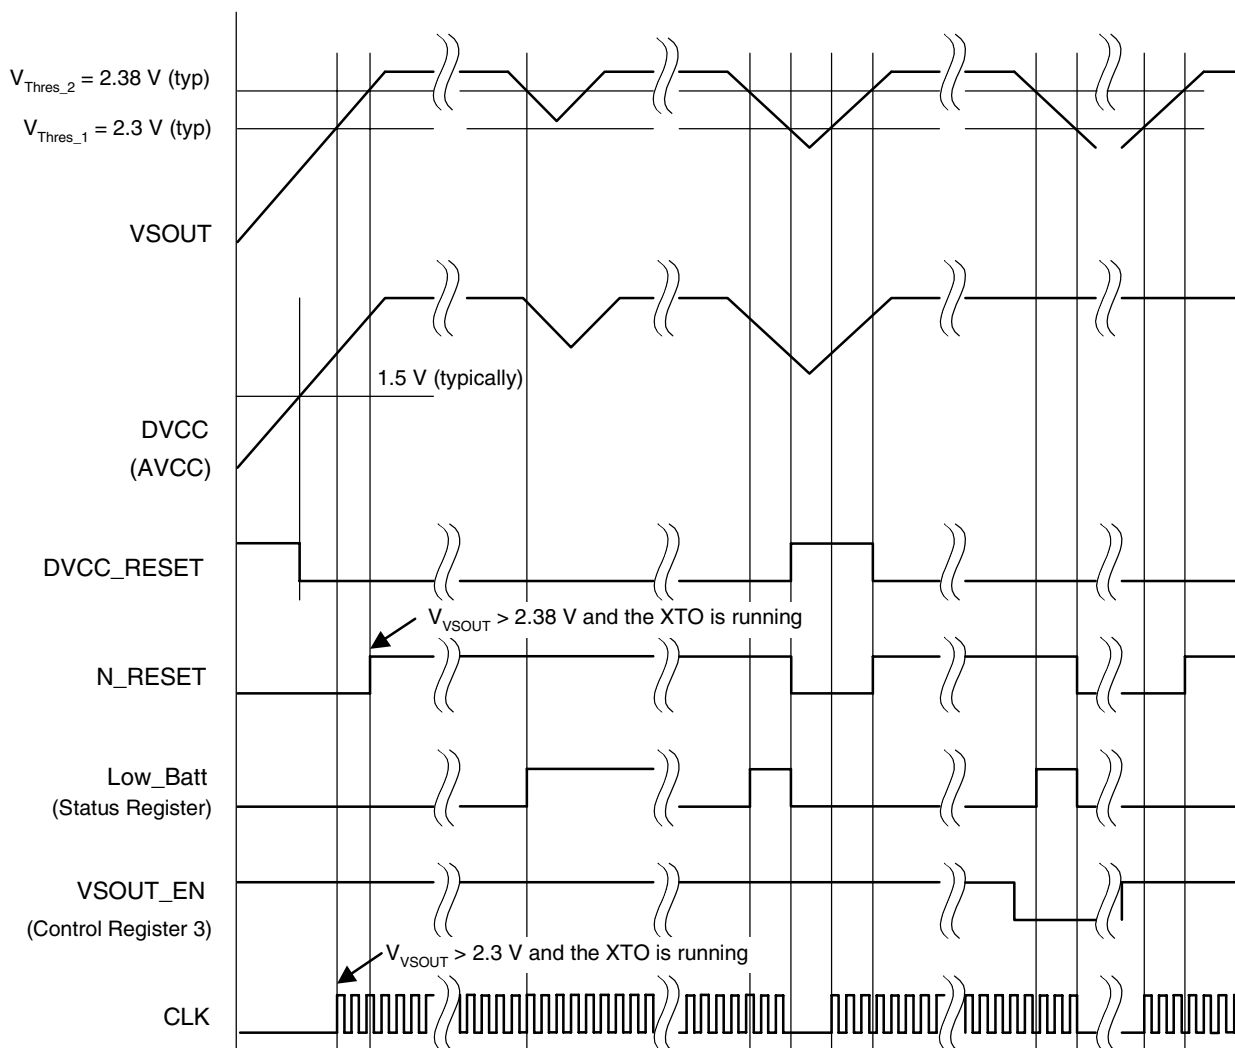 V_Thres_2 = 2.38 V (typ)
V_Thres_1 = 2.3 V (typ)
VSOUT
1.5 V (typically)
DVCC
(AVCC)
DVCC_RESET
V_VSOUT > 2.38 V and the XTO is running
N_RESET
Low_Batt
(Status Register)
VSOUT_EN
(Control Register 3)
V_VSOUT > 2.3 V and the XTO is running
CLK